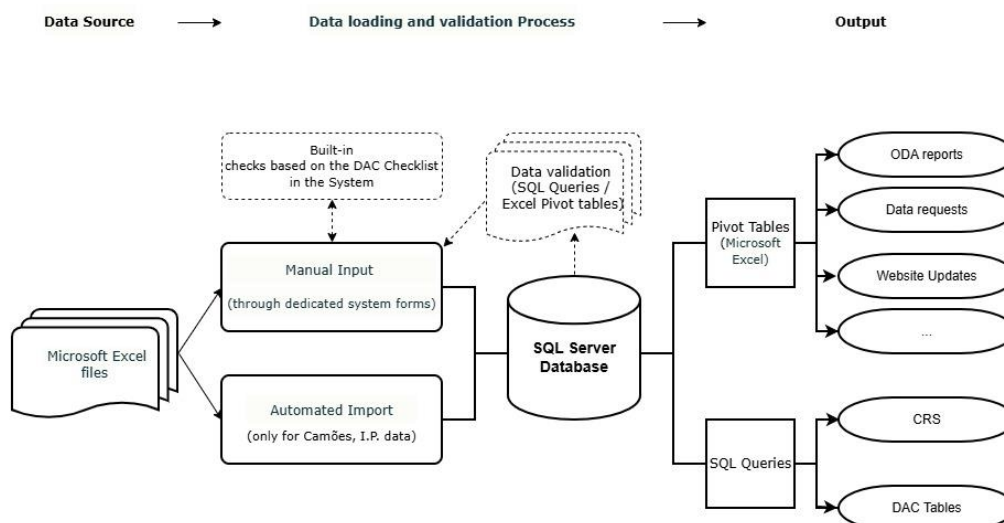 Data Source
Data loading and validation Process
Output
Built-in
checks based on the DAC Checklist
in the System
Data validation
(SQL Queries /
Excel Pivot tables)
Manual Input
(through dedicated system forms)
Microsoft Excel
files
Automated Import
(only for Camões, I.P. data)
SQL Server
Database
Pivot Tables
(Microsoft
Excel)
SQL Queries
ODA reports
Data requests
Website Updates
...
CRS
DAC Tables